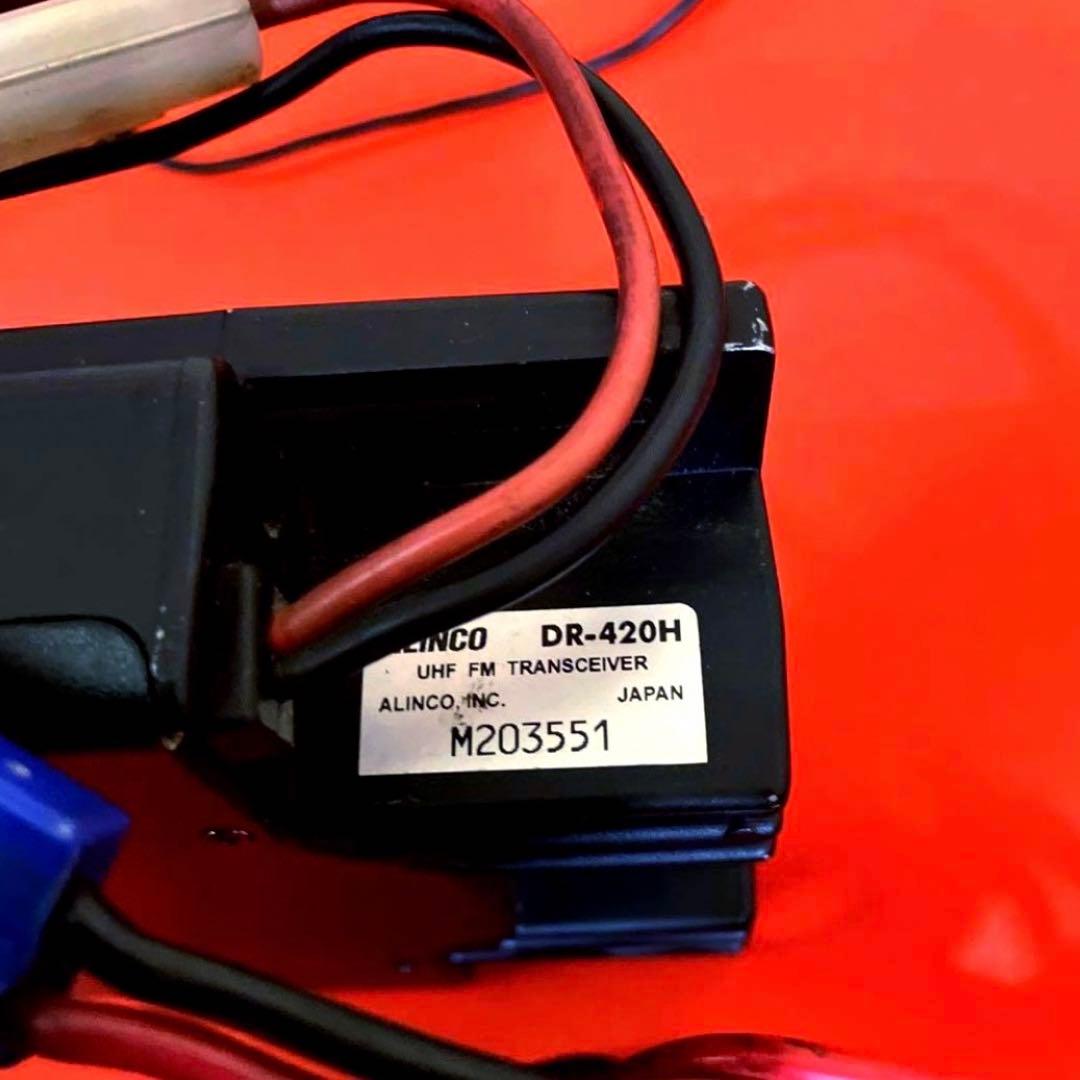 ALINCO DR-420H
UHF FM TRANSCEIVER
ALINCO, INC. JAPAN
M203551